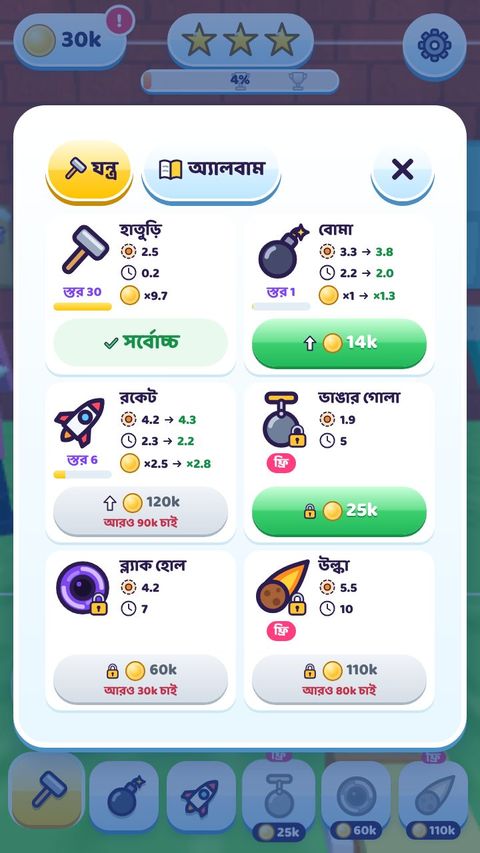 30k
!
4%
যন্ত্র
অ্যালবাম
হাতুড়ি
2.5
0.2
×9.7
স্তর 30
সর্বোচ্চ
বোমা
3.3 → 3.8
2.2 → 2.0
×1 → ×1.3
স্তর 1
14k
রকেট
4.2 → 4.3
2.3 → 2.2
×2.5 → ×2.8
স্তর 6
120k
আরও 90k চাই
ভাঙার গোলা
1.9
5
ফ্রি
25k
ব্ল্যাক হোল
4.2
7
60k
আরও 30k চাই
উল্কা
5.5
10
ফ্রি
110k
আরও 80k চাই
ফ্রি
ফ্রি
25k
60k
110k